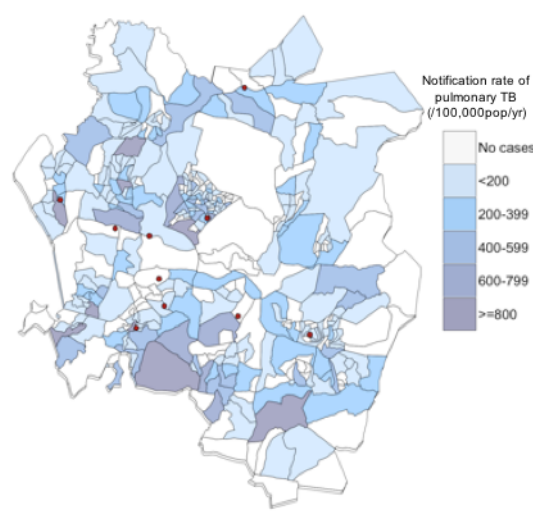 Notification rate of
pulmonary TB
(/100,000pop/yr)
No cases
<200
200-399
400-599
600-799
>=800